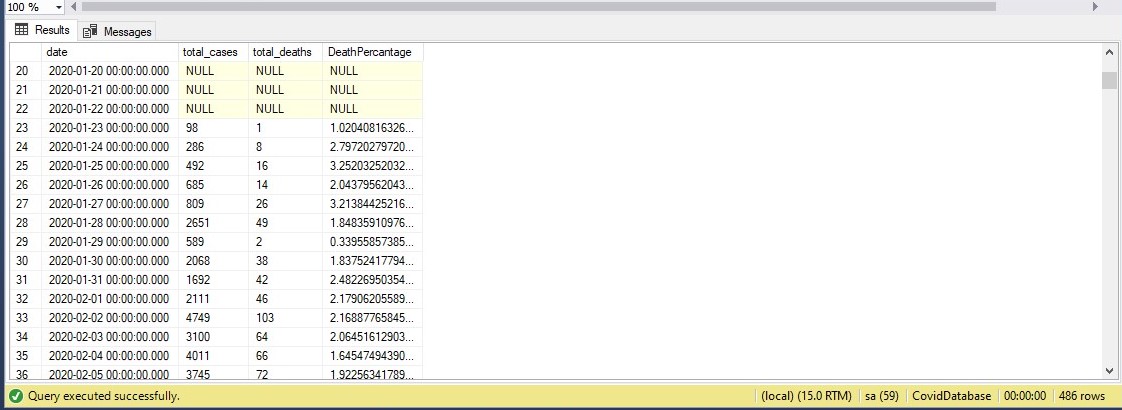 100 %
Results Messages
date total_cases total_deaths DeathPercantage
20 2020-01-20 00:00:00.000 NULL NULL NULL
21 2020-01-21 00:00:00.000 NULL NULL NULL
22 2020-01-22 00:00:00.000 NULL NULL NULL
23 2020-01-23 00:00:00.000 98 1 1.02040816326...
24 2020-01-24 00:00:00.000 286 8 2.79720279720...
25 2020-01-25 00:00:00.000 492 16 3.25203252032...
26 2020-01-26 00:00:00.000 685 14 2.04379562043...
27 2020-01-27 00:00:00.000 809 26 3.21384425216...
28 2020-01-28 00:00:00.000 2651 49 1.84835910976...
29 2020-01-29 00:00:00.000 589 2 0.33955857385...
30 2020-01-30 00:00:00.000 2068 38 1.83752417794...
31 2020-01-31 00:00:00.000 1692 42 2.48226950354...
32 2020-02-01 00:00:00.000 2111 46 2.17906205589...
33 2020-02-02 00:00:00.000 4749 103 2.16887765845...
34 2020-02-03 00:00:00.000 3100 64 2.06451612903...
35 2020-02-04 00:00:00.000 4011 66 1.64547494390...
36 2020-02-05 00:00:00.000 3745 72 1.92256341789...
Query executed successfully. (local) (15.0 RTM) sa (59) CovidDatabase 00:00:00 486 rows